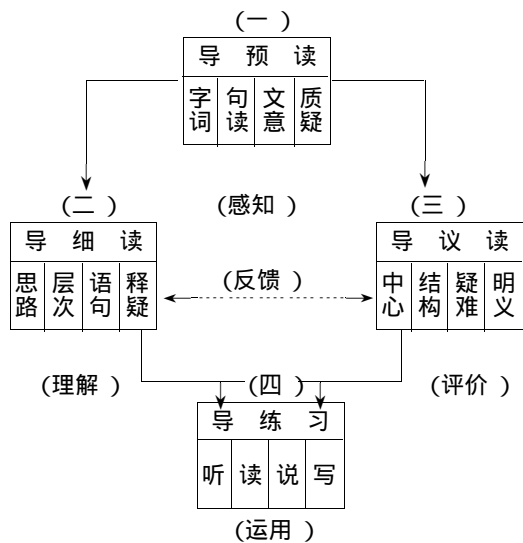 (一)
导 预 读
字词 句读 文意 质疑
(二) (感知) (三)
导 细 读
思路 层次 语句 释疑
导 议 读
中心 结构 疑难 明义
(反馈)
(理解) (四) (评价)
导 练 习
听 读 说 写
(运用)